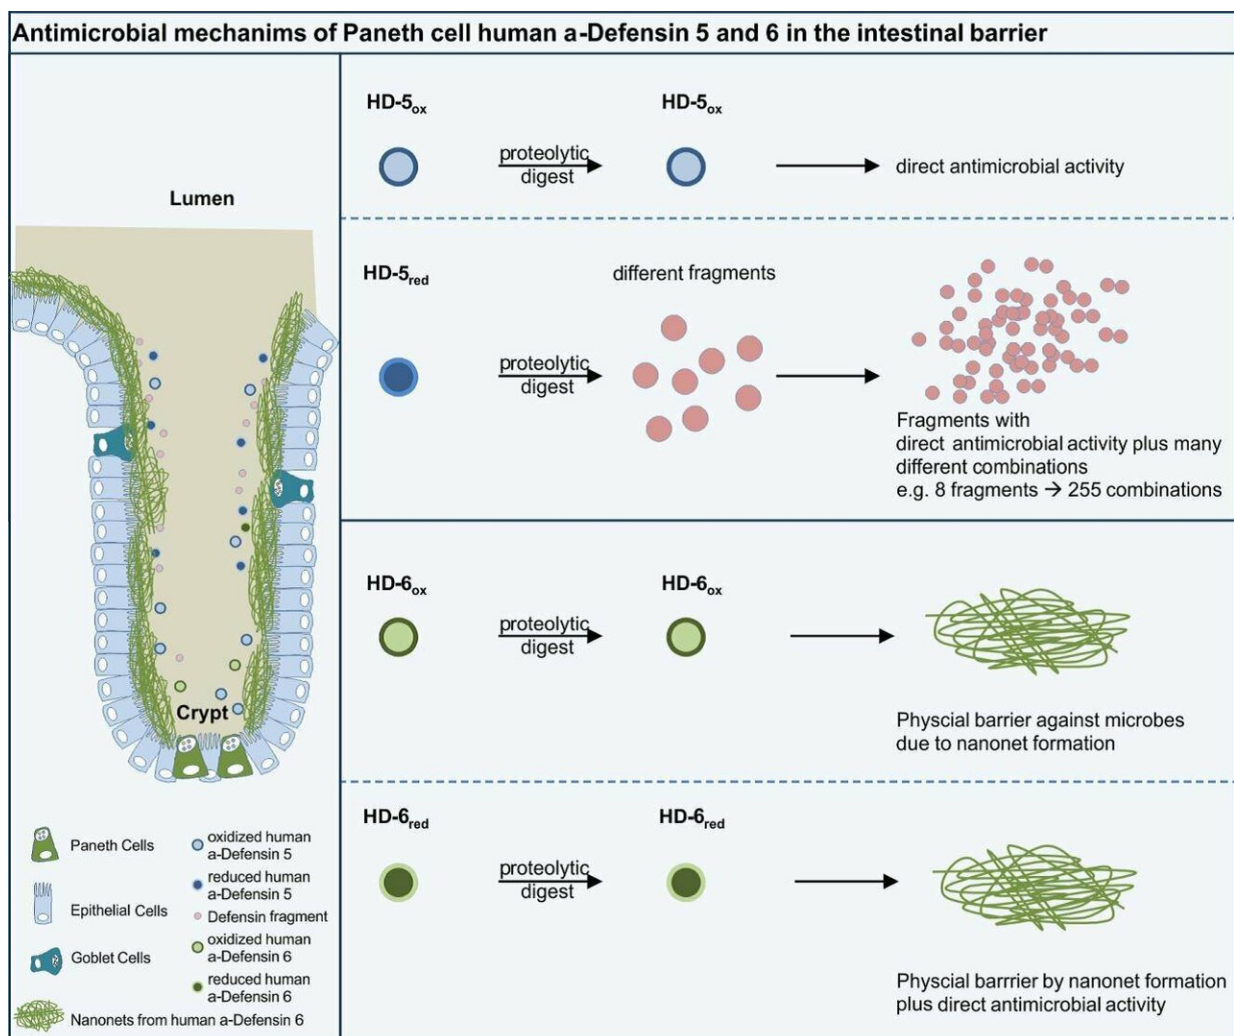 Antimicrobial mechanims of Paneth cell human a-Defensin 5 and 6 in the intestinal barrier
Lumen
Crypt
Paneth Cells
Epithelial Cells
Goblet Cells
Nanonets from human a-Defensin 6
oxidized human
a-Defensin 5
reduced human
a-Defensin 5
Defensin fragment
oxidized human
a-Defensin 6
reduced human
a-Defensin 6
HD-5ox
proteolytic
digest
HD-5ox
direct antimicrobial activity
HD-5red
proteolytic
digest
different fragments
Fragments with
direct antimicrobial activity plus many
different combinations
e.g. 8 fragments → 255 combinations
HD-6ox
proteolytic
digest
HD-6ox
Physcial barrier against microbes
due to nanonet formation
HD-6red
proteolytic
digest
HD-6red
Physcial barrrier by nanonet formation
plus direct antimicrobial activity